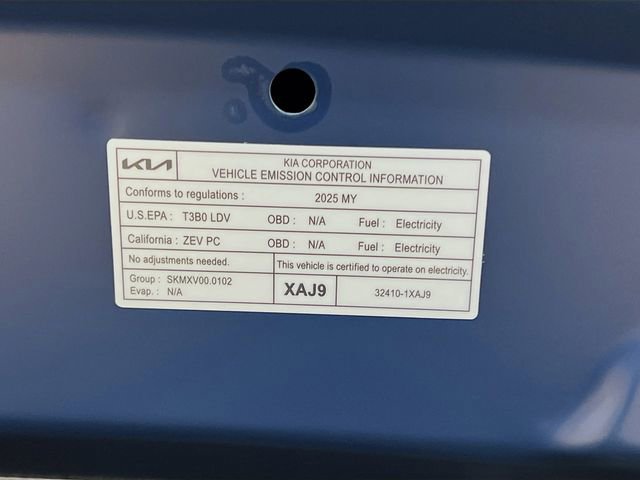 KIA
KIA CORPORATION
VEHICLE EMISSION CONTROL INFORMATION
Conforms to regulations : 2025 MY
U.S.EPA : T3B0 LDV OBD : N/A Fuel : Electricity
California : ZEV PC OBD : N/A Fuel : Electricity
No adjustments needed. This vehicle is certified to operate on electricity.
Group : SKMXV00.0102
Evap. : N/A
XAJ9
32410-1XAJ9